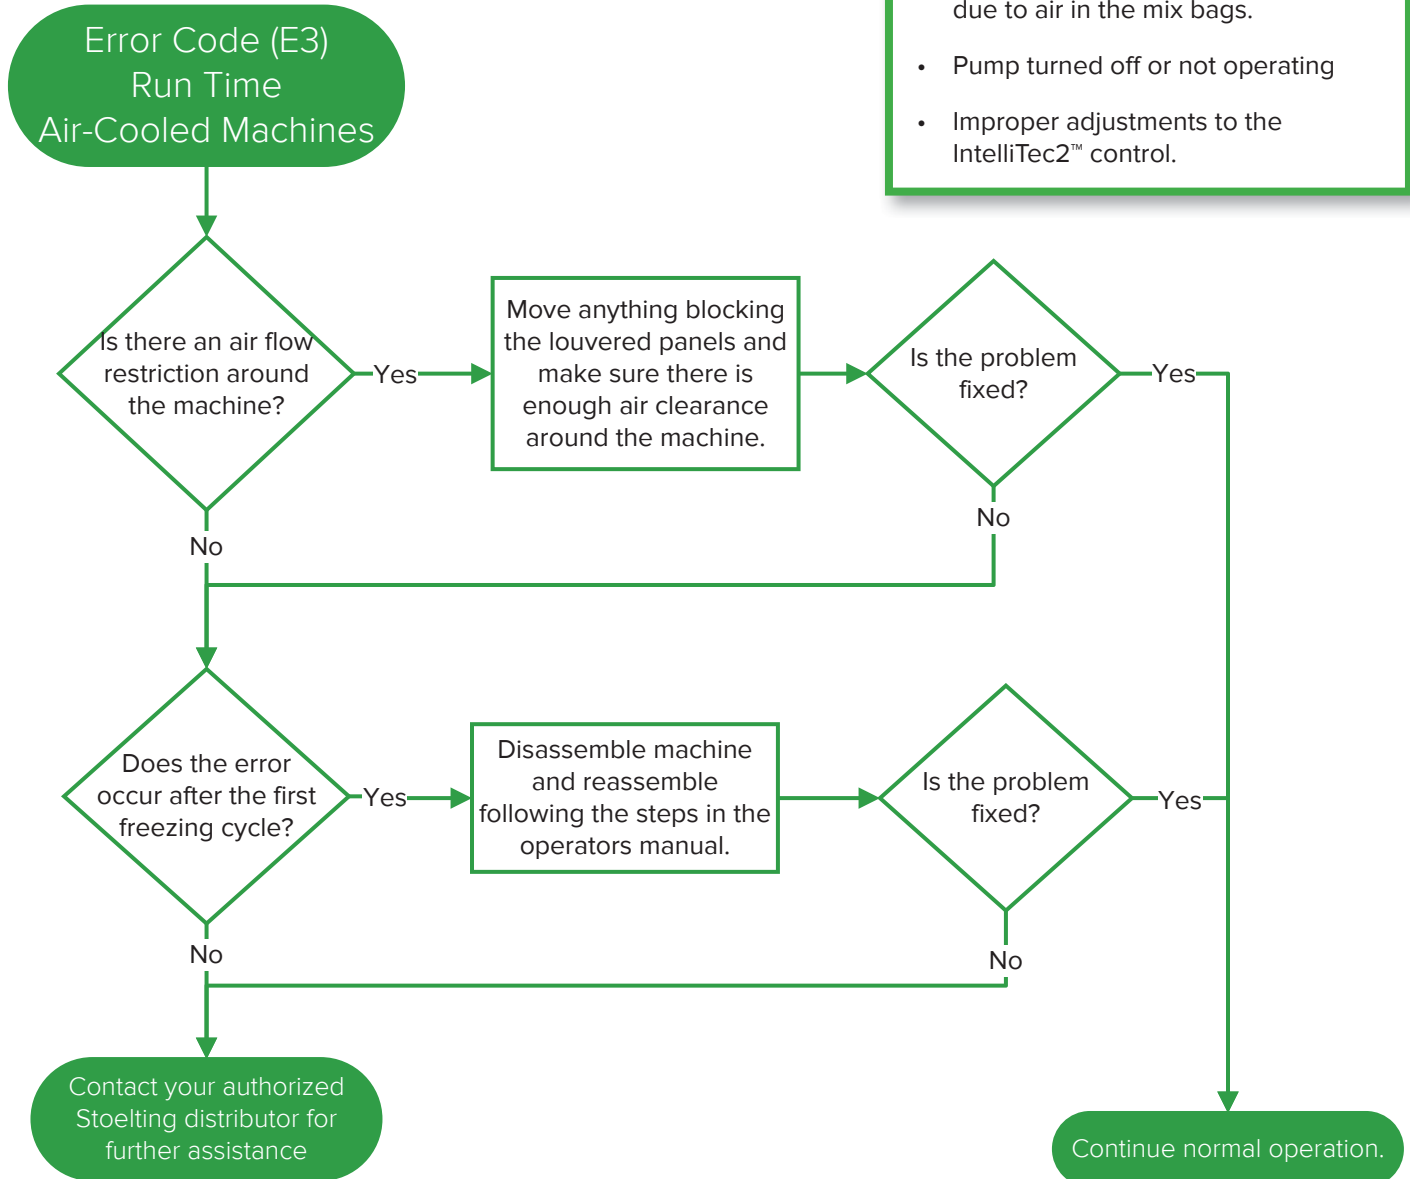 Error Code (E3)
Run Time
Air-Cooled Machines
due to air in the mix bags.
• Pump turned off or not operating
• Improper adjustments to the
IntelliTec2™ control.
Is there an air flow
restriction around
the machine?
Yes
Move anything blocking
the louvered panels and
make sure there is
enough air clearance
around the machine.
Is the problem
fixed?
Yes
No
No
Does the error
occur after the first
freezing cycle?
Yes
Disassemble machine
and reassemble
following the steps in the
operators manual.
Is the problem
fixed?
Yes
No
No
Contact your authorized
Stoelting distributor for
further assistance
Continue normal operation.